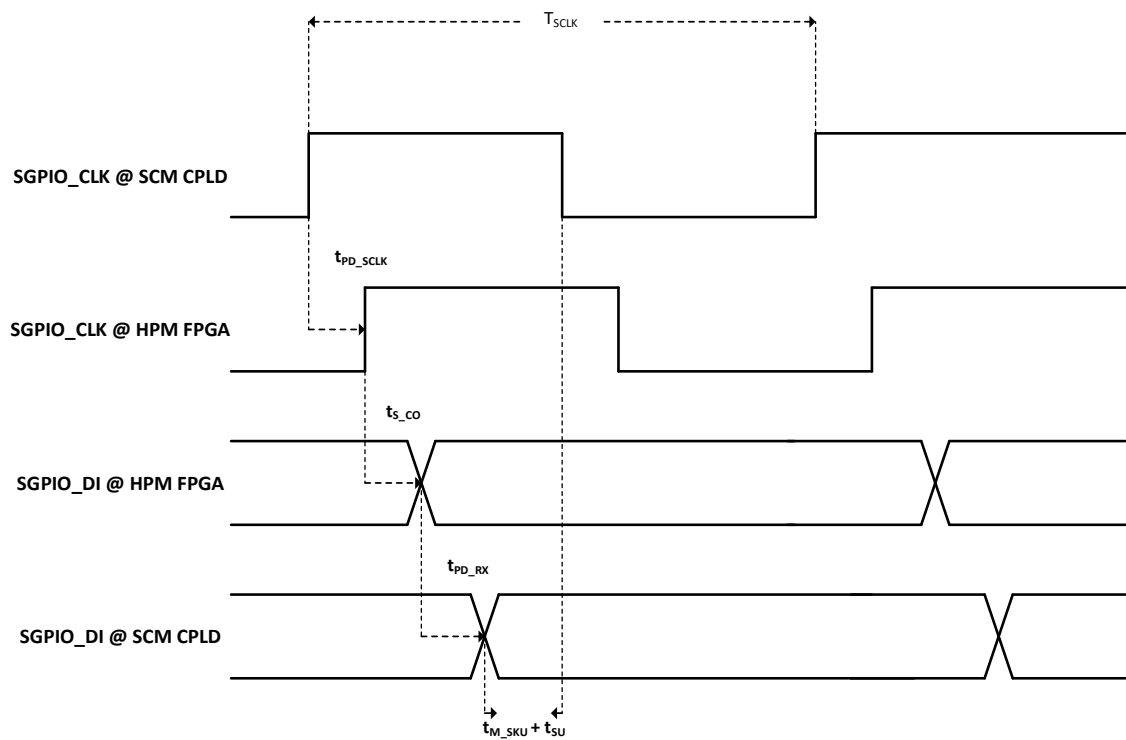 TSCLK
SGPIO_CLK @ SCM CPLD
tPD_SCLK
SGPIO_CLK @ HPM FPGA
tS_CO
SGPIO_DI @ HPM FPGA
tPD_RX
SGPIO_DI @ SCM CPLD
tM_SKU + tSU